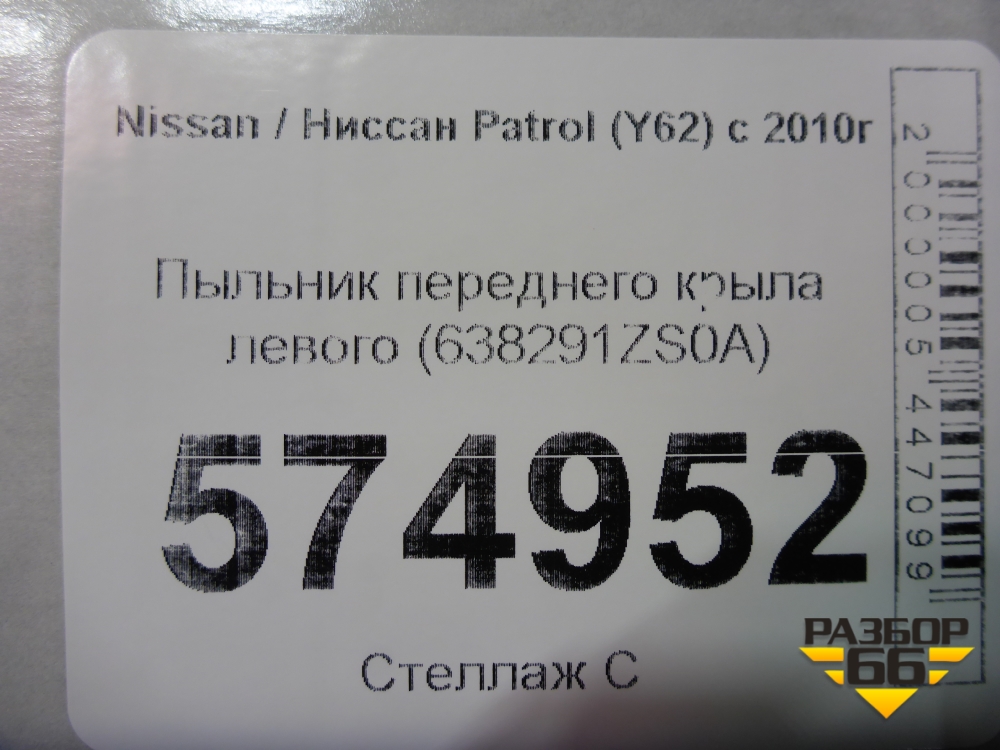 Nissan / Ниссан Patrol (Y62) с 2010г
Пыльник переднего крыла
левого (638291ZS0A)
574952
Стеллаж С
2000005447099
РАЗБОР
66